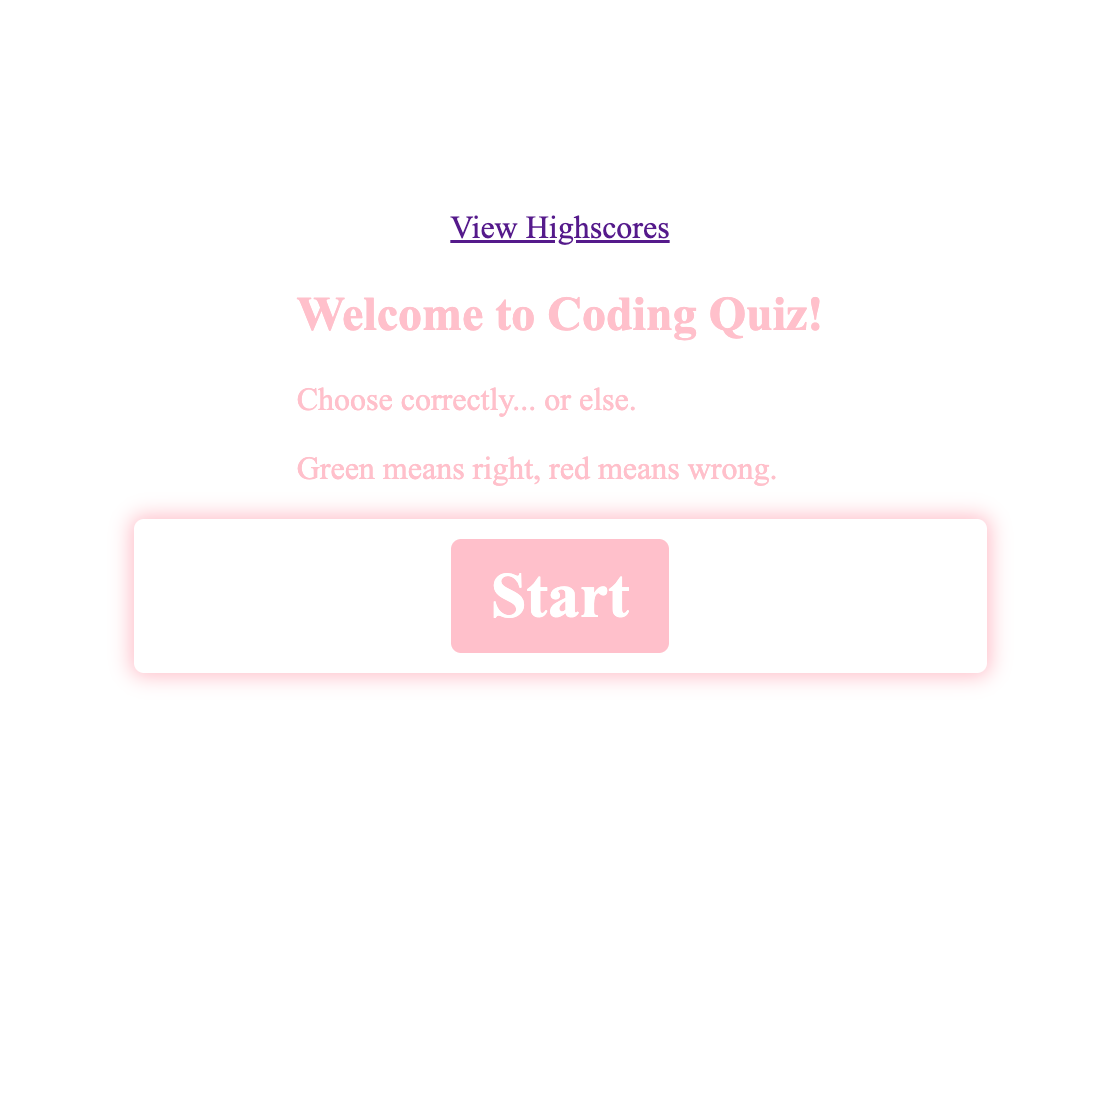 View Highscores
Welcome to Coding Quiz!
Choose correctly... or else.
Green means right, red means wrong.
Start